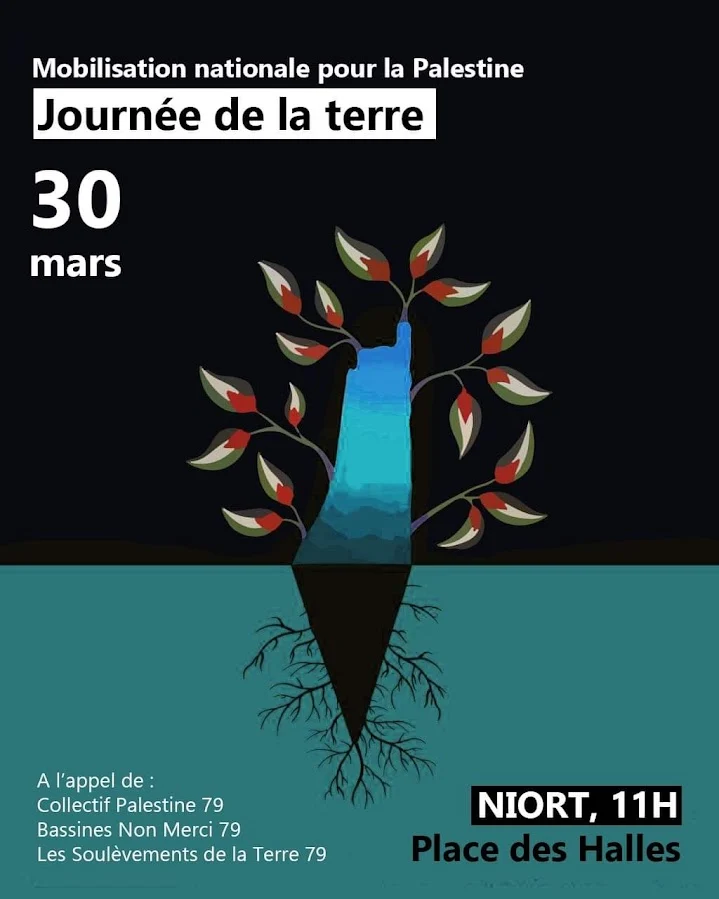 Mobilisation nationale pour la Palestine
Journée de la terre
30
mars
A l'appel de :
Collectif Palestine 79
Bassines Non Merci 79
Les Soulèvements de la Terre 79
NIORT, 11H
Place des Halles